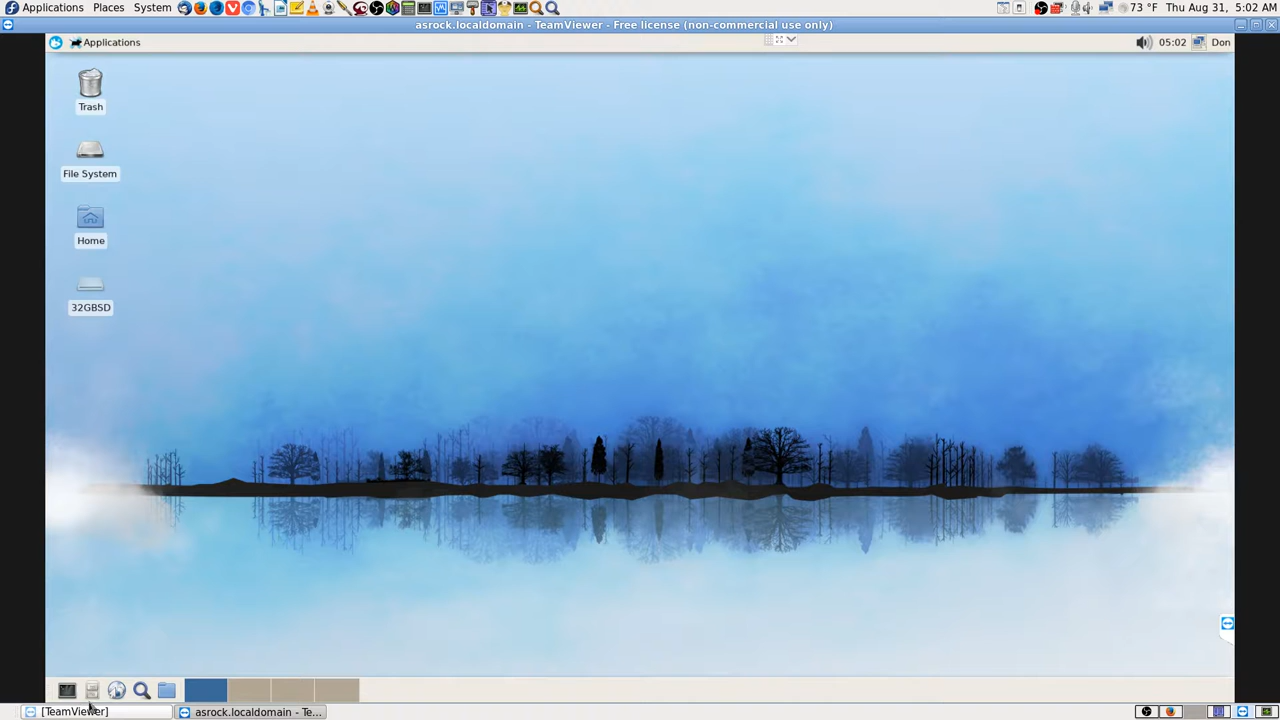 Applications Places System 73 °F Thu Aug 31, 5:02 AM
asrock.localdomain - TeamViewer - Free license (non-commercial use only)
Applications 05:02 Don
Trash
File System
Home
32GBSD
[TeamViewer] asrock.localdomain - Te...